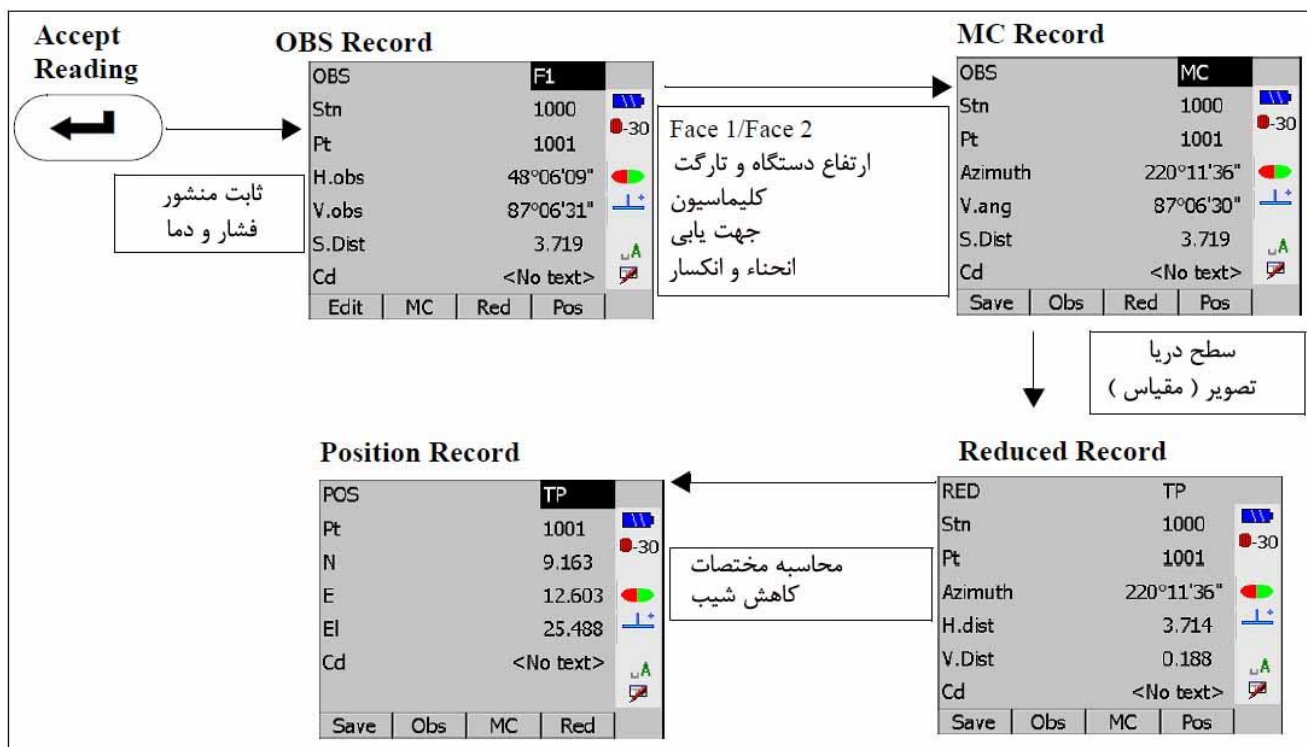 Accept
Reading
OBS Record
OBS F1
Stn 1000
Pt 1001
H.obs 48°06'09"
V.obs 87°06'31"
S.Dist 3.719
Cd <No text>
Edit MC Red Pos
-30
A
ثابت منشور
فشار و دما
Face 1/Face 2
ارتفاع دستگاه و تارگت
کلیماسیون
جهت یابی
انحناء و انکسار
MC Record
OBS MC
Stn 1000
Pt 1001
Azimuth 220°11'36"
V.ang 87°06'30"
S.Dist 3.719
Cd <No text>
Save Obs Red Pos
-30
A
سطح دریا
تصویر ( مقیاس )
Reduced Record
RED TP
Stn 1000
Pt 1001
Azimuth 220°11'36"
H.dist 3.714
V.Dist 0.188
Cd <No text>
Save Obs MC Pos
-30
A
محاسبه مختصات
کاهش شیب
Position Record
POS TP
Pt 1001
N 9.163
E 12.603
El 25.488
Cd <No text>
Save Obs MC Red
-30
A